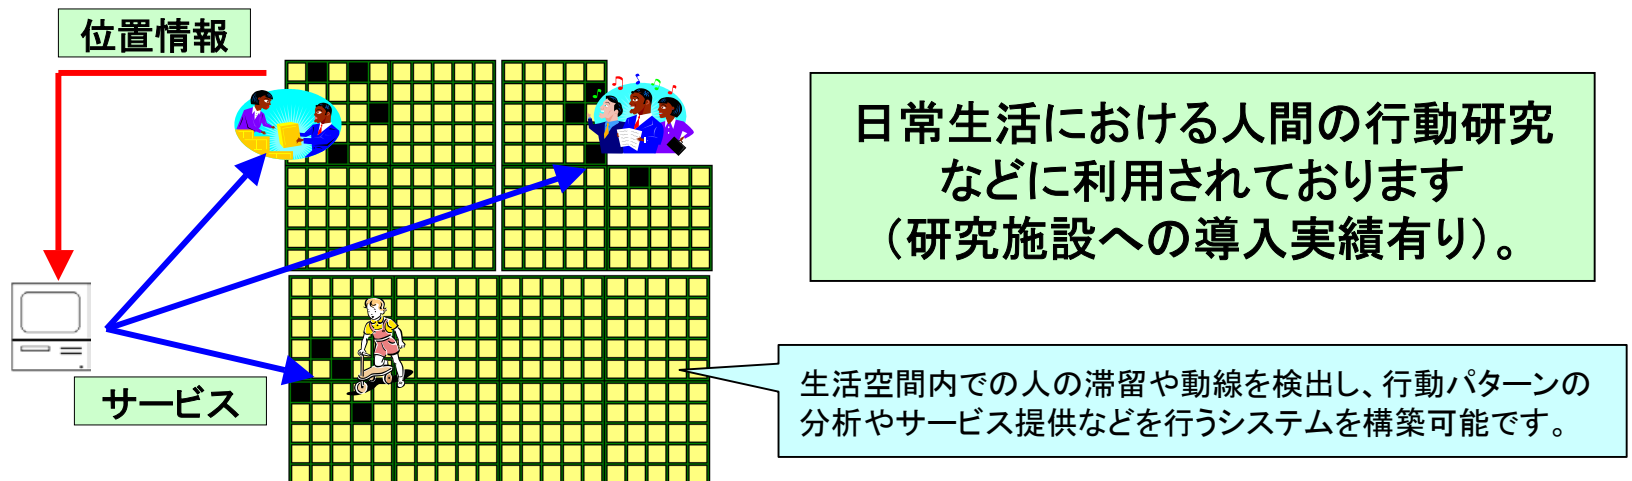 位置情報
日常生活における人間の行動研究
などに利用されております
（研究施設への導入実績有り）。
生活空間内での人の滞留や動線を検出し、行動パターンの
分析やサービス提供などを行うシステムを構築可能です。
サービス